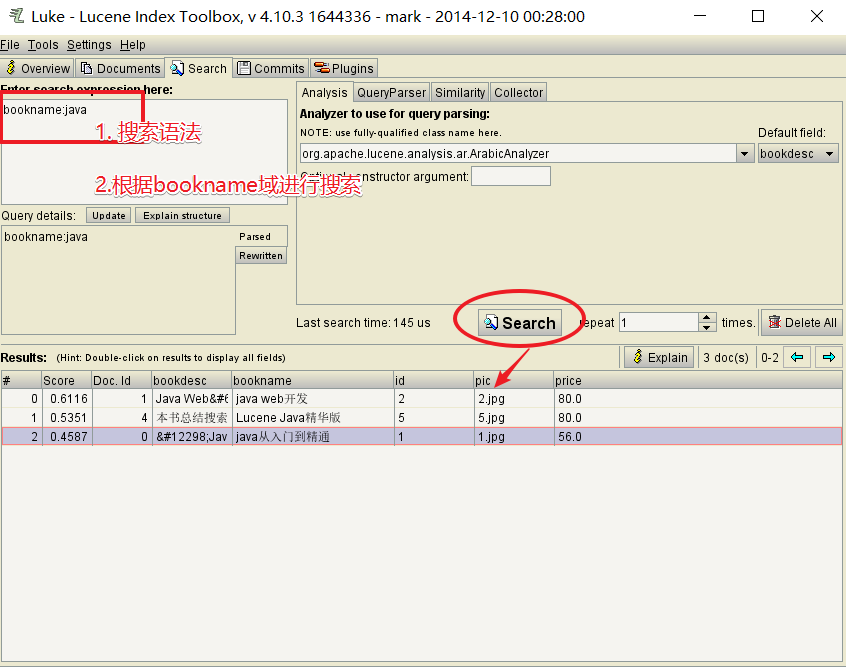 Luke - Lucene Index Toolbox, v 4.10.3 1644336 - mark - 2014-12-10 00:28:00
File Tools Settings Help
Overview Documents Search Commits Plugins
Enter search expression here:
bookname:java
1. 搜索语法
2.根据bookname域进行搜索
Query details: Update Explain structure
bookname:java
Parsed
Rewritten
Analysis QueryParser Similarity Collector
Analyzer to use for query parsing:
NOTE: use fully-qualified class name here.
Default field:
org.apache.lucene.analysis.ar.ArabicAnalyzer bookdesc
constructor argument:
Last search time: 145 us Search repeat 1 times. Delete All
Results: (Hint: Double-click on results to display all fields) Explain 3 doc(s) 0-2
# Score Doc. Id bookdesc bookname id pic price
0 0.6116 1 Java Web&#6 java web开发 2 2.jpg 80.0
1 0.5351 4 本书总结搜索 Lucene Java精华版 5 5.jpg 80.0
2 0.4587 0 &#12298;Jav java从入门到精通 1 1.jpg 56.0